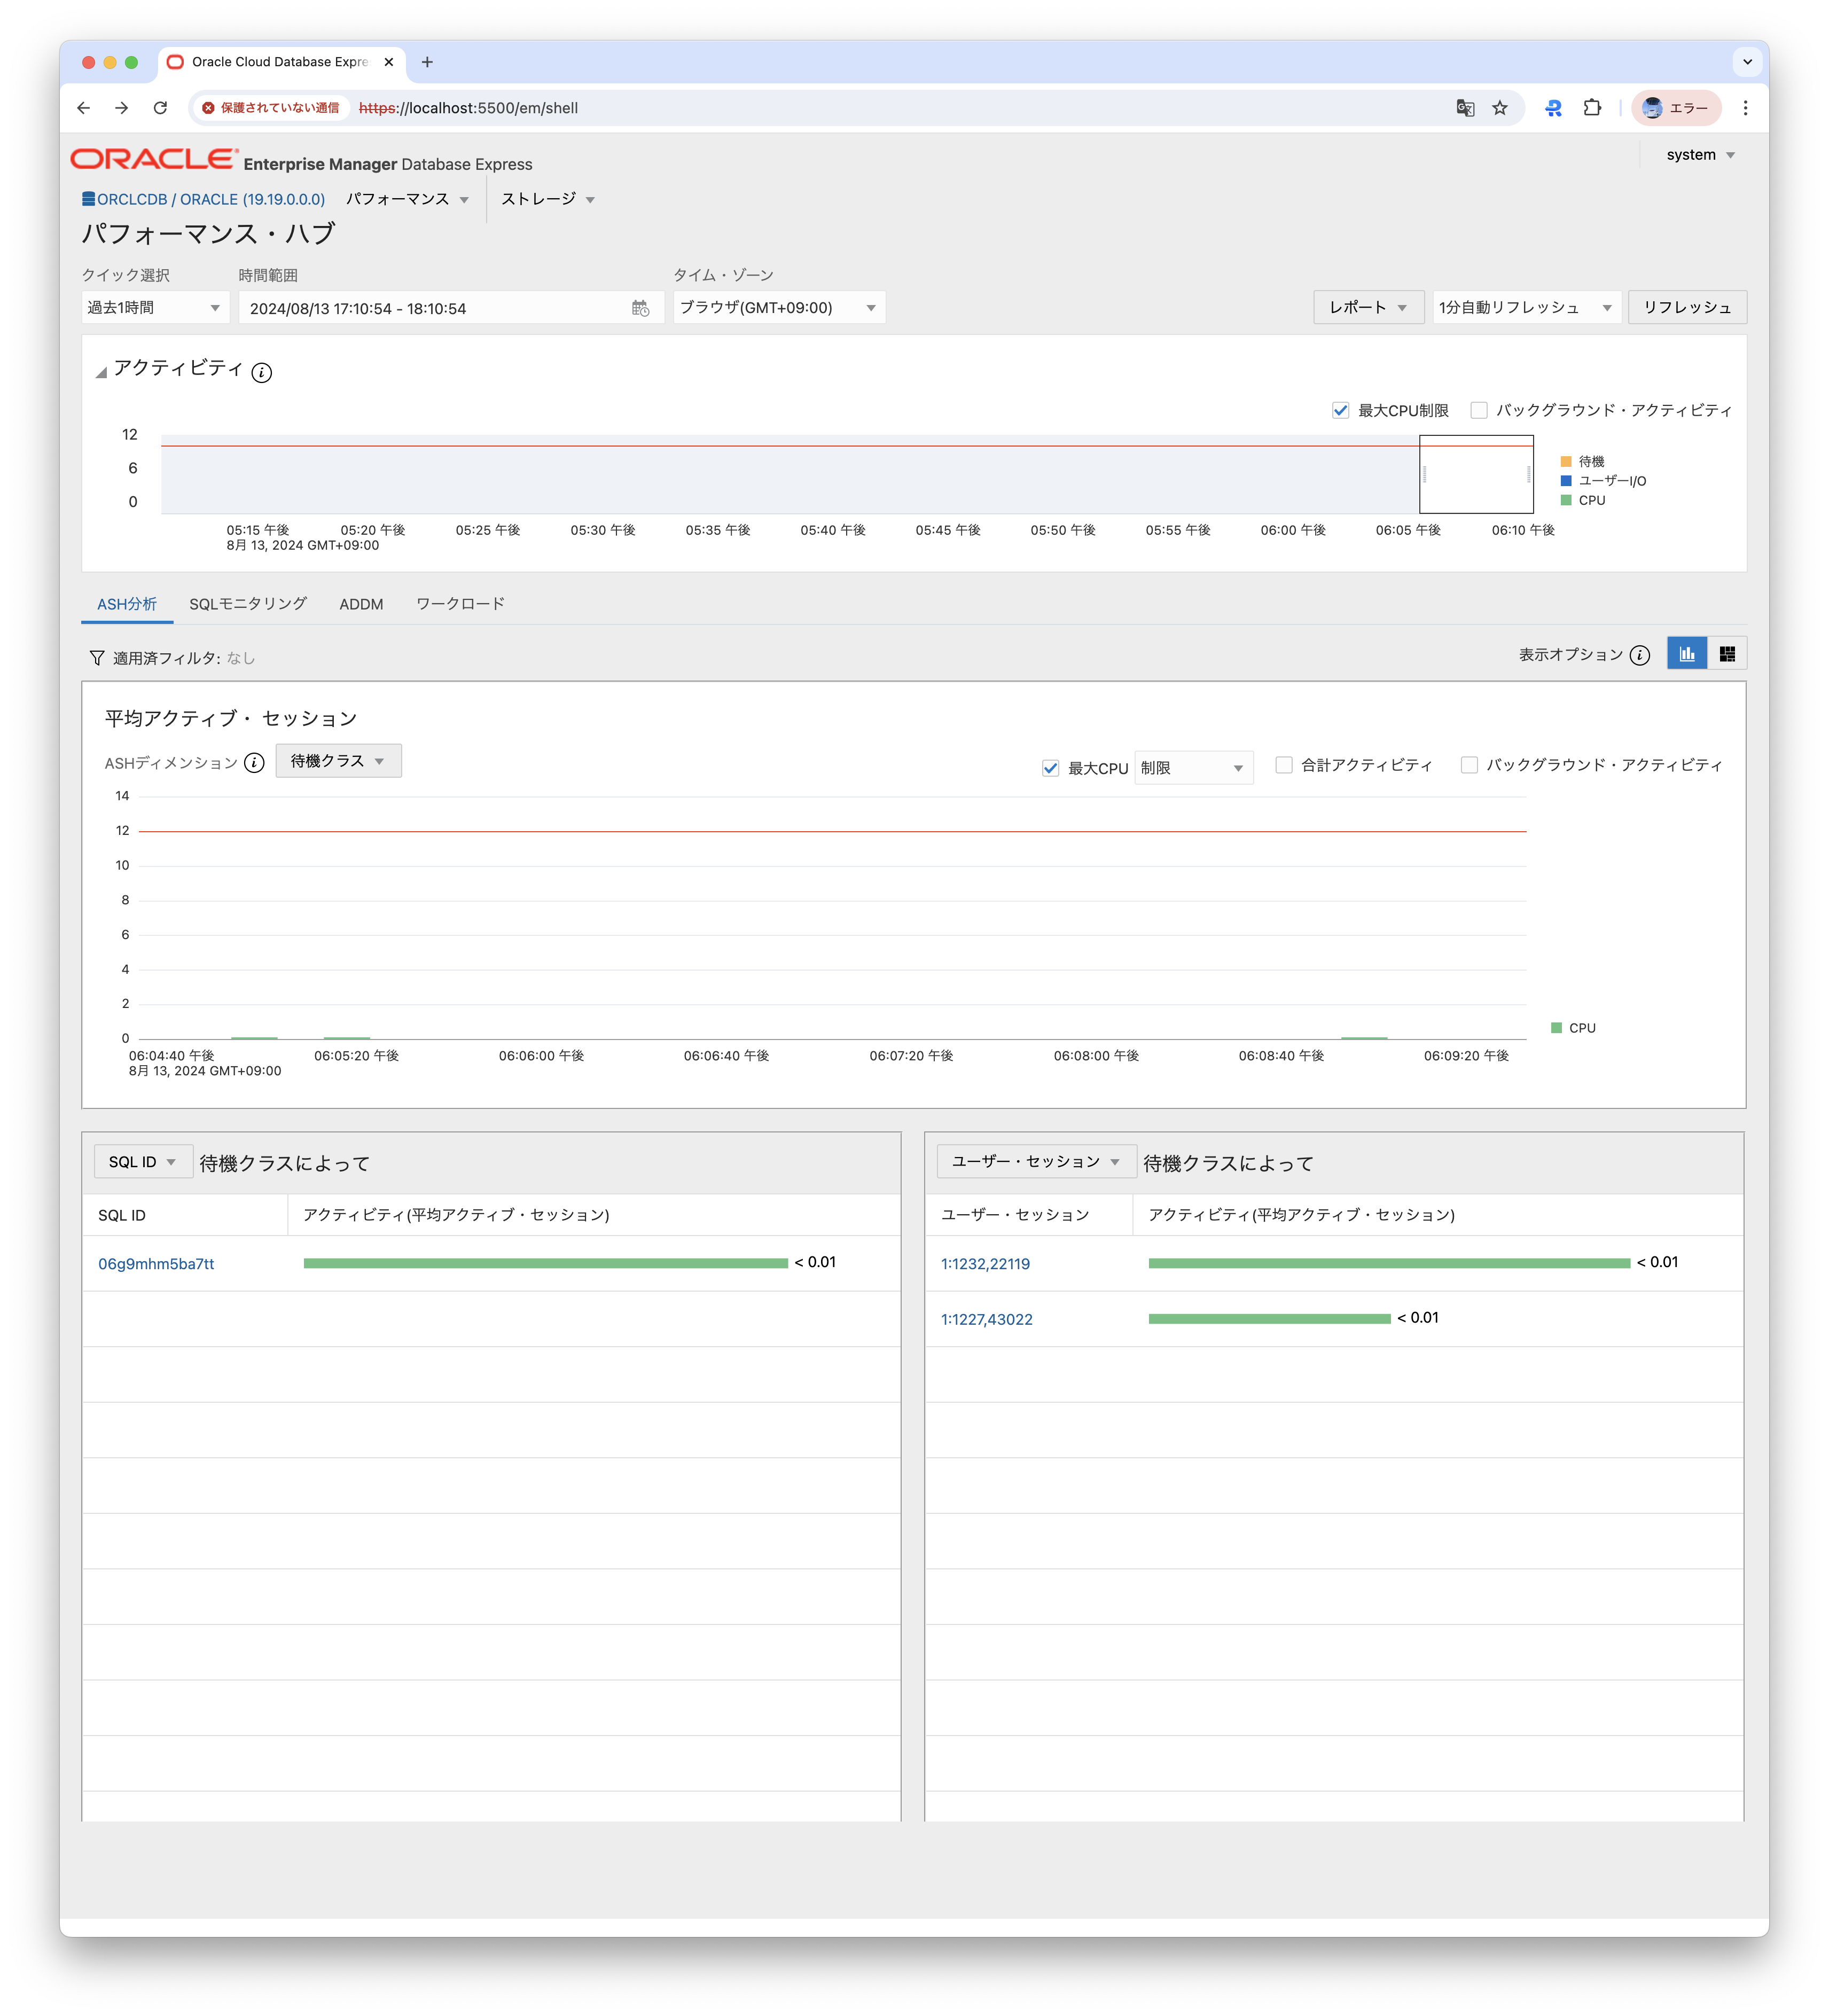 Oracle Cloud Database Expre
保護されていない通信 https://localhost:5500/em/shell エラー
ORACLE Enterprise Manager Database Express system
ORCLCDB / ORACLE (19.19.0.0.0) パフォーマンス ストレージ
パフォーマンス・ハブ
クイック選択 時間範囲 タイム・ゾーン
過去1時間 2024/08/13 17:10:54 - 18:10:54 ブラウザ(GMT+09:00) レポート 1分自動リフレッシュ リフレッシュ
アクティビティ
最大CPU制限 バックグラウンド・アクティビティ
12
6
0
待機
ユーザーI/O
CPU
05:15 午後 05:20 午後 05:25 午後 05:30 午後 05:35 午後 05:40 午後 05:45 午後 05:50 午後 05:55 午後 06:00 午後 06:05 午後 06:10 午後
8月 13, 2024 GMT+09:00
ASH分析 SQLモニタリング ADDM ワークロード
適用済フィルタ: なし 表示オプション
平均アクティブ・ セッション
ASHディメンション 待機クラス 最大CPU 制限 合計アクティビティ バックグラウンド・アクティビティ
14
12
10
8
6
4
2
0
CPU
06:04:40 午後 06:05:20 午後 06:06:00 午後 06:06:40 午後 06:07:20 午後 06:08:00 午後 06:08:40 午後 06:09:20 午後
8月 13, 2024 GMT+09:00
SQL ID 待機クラスによって
SQL ID アクティビティ(平均アクティブ・セッション)
06g9mhm5ba7tt < 0.01
ユーザー・セッション 待機クラスによって
ユーザー・セッション アクティビティ(平均アクティブ・セッション)
1:1232,22119 < 0.01
1:1227,43022 < 0.01